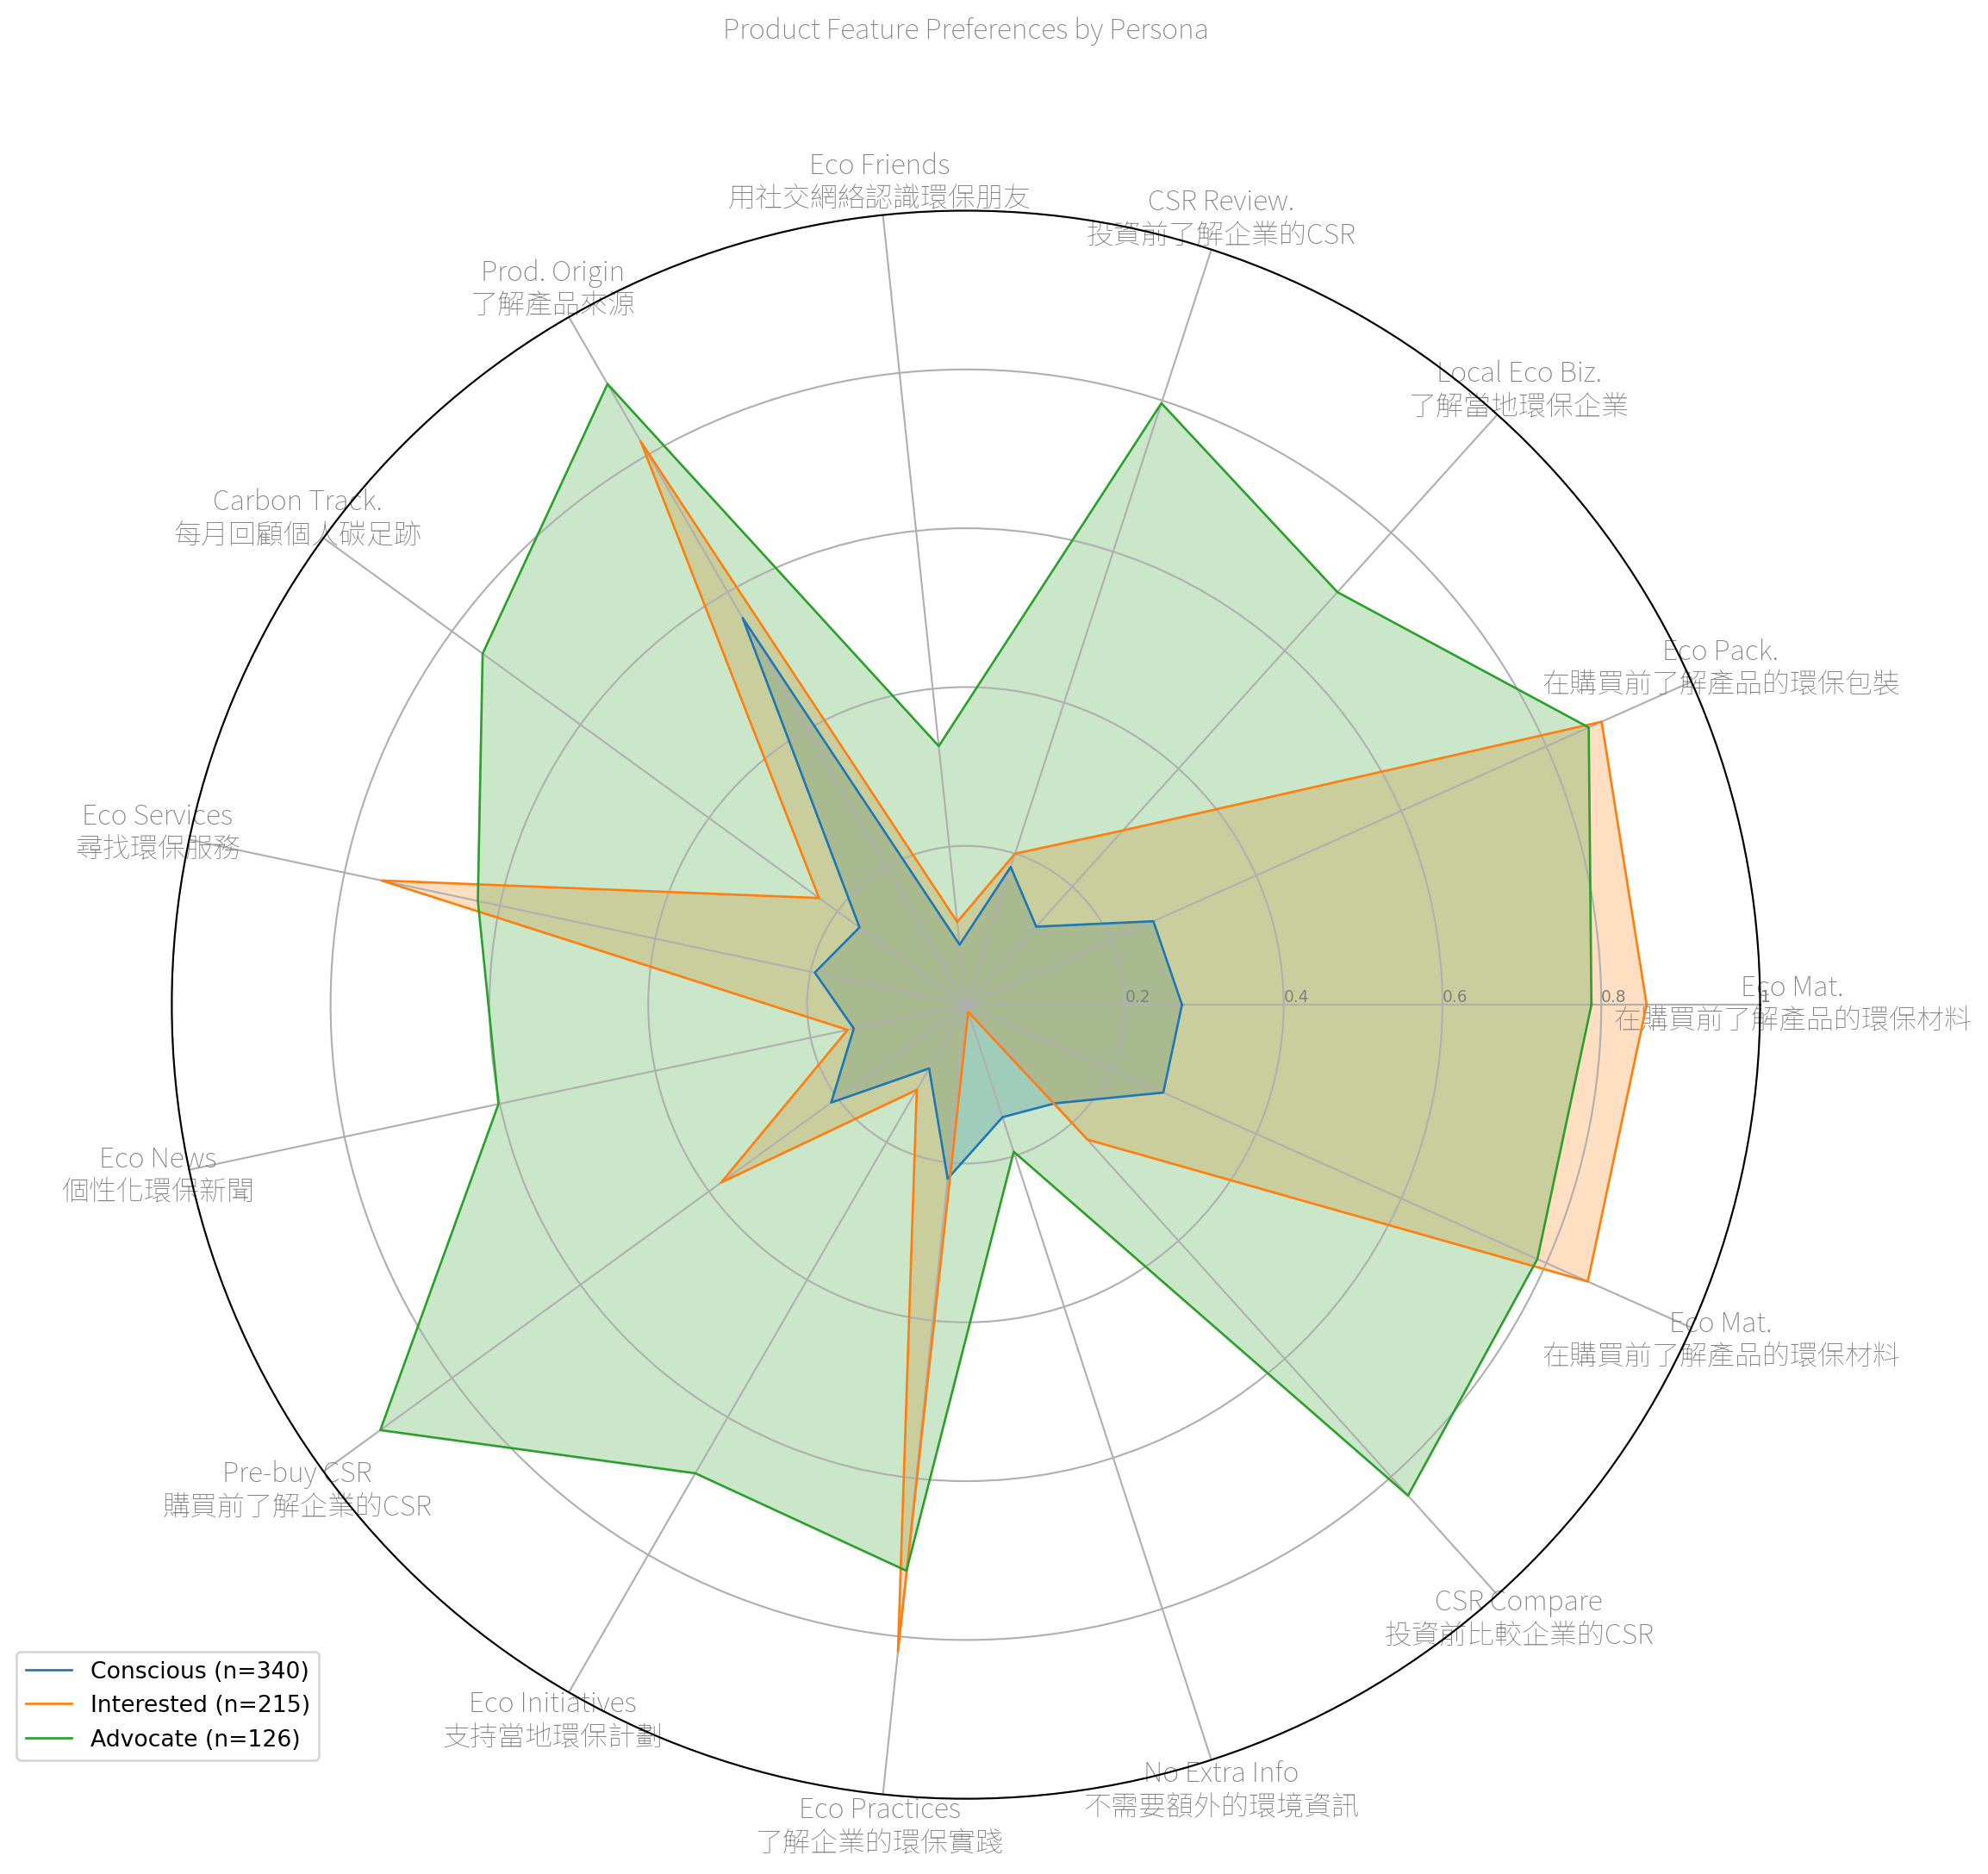 Product Feature Preferences by Persona
Eco Friends
用社交網絡認識環保朋友
CSR Review.
投資前了解企業的CSR
Prod. Origin
了解產品來源
Local Eco Biz.
了解當地環保企業
Carbon Track.
每月回顧個人碳足跡
Eco Pack.
在購買前了解產品的環保包裝
Eco Services
尋找環保服務
Eco Mat.
在購買前了解產品的環保材料
0.2
0.4
0.6
0.8
1
Eco News
個性化環保新聞
Eco Mat.
在購買前了解產品的環保材料
Pre-buy CSR
購買前了解企業的CSR
CSR Compare
投資前比較企業的CSR
Eco Initiatives
支持當地環保計劃
No Extra Info
不需要額外的環境資訊
Eco Practices
了解企業的環保實踐
Conscious (n=340)
Interested (n=215)
Advocate (n=126)